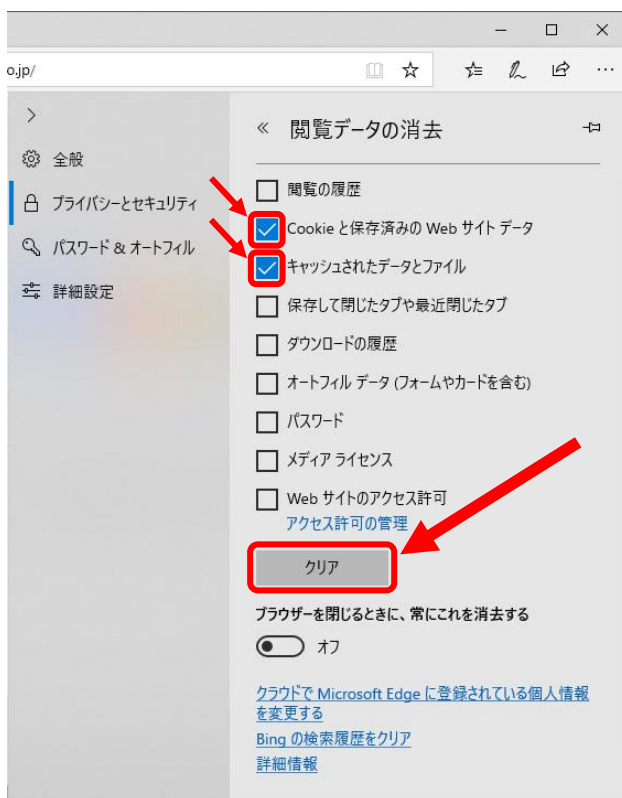 o.jp/
全般
プライバシーとセキュリティ
パスワード & オートフィル
詳細設定
閲覧データの消去
閲覧の履歴
Cookie と保存済みの Web サイト データ
キャッシュされたデータとファイル
保存して閉じたタブや最近閉じたタブ
ダウンロードの履歴
オートフィル データ (フォームやカードを含む)
パスワード
メディア ライセンス
Web サイトのアクセス許可
アクセス許可の管理
クリア
ブラウザーを閉じるときに、常にこれを消去する
オフ
クラウドで Microsoft Edge に登録されている個人情報
を変更する
Bing の検索履歴をクリア
詳細情報